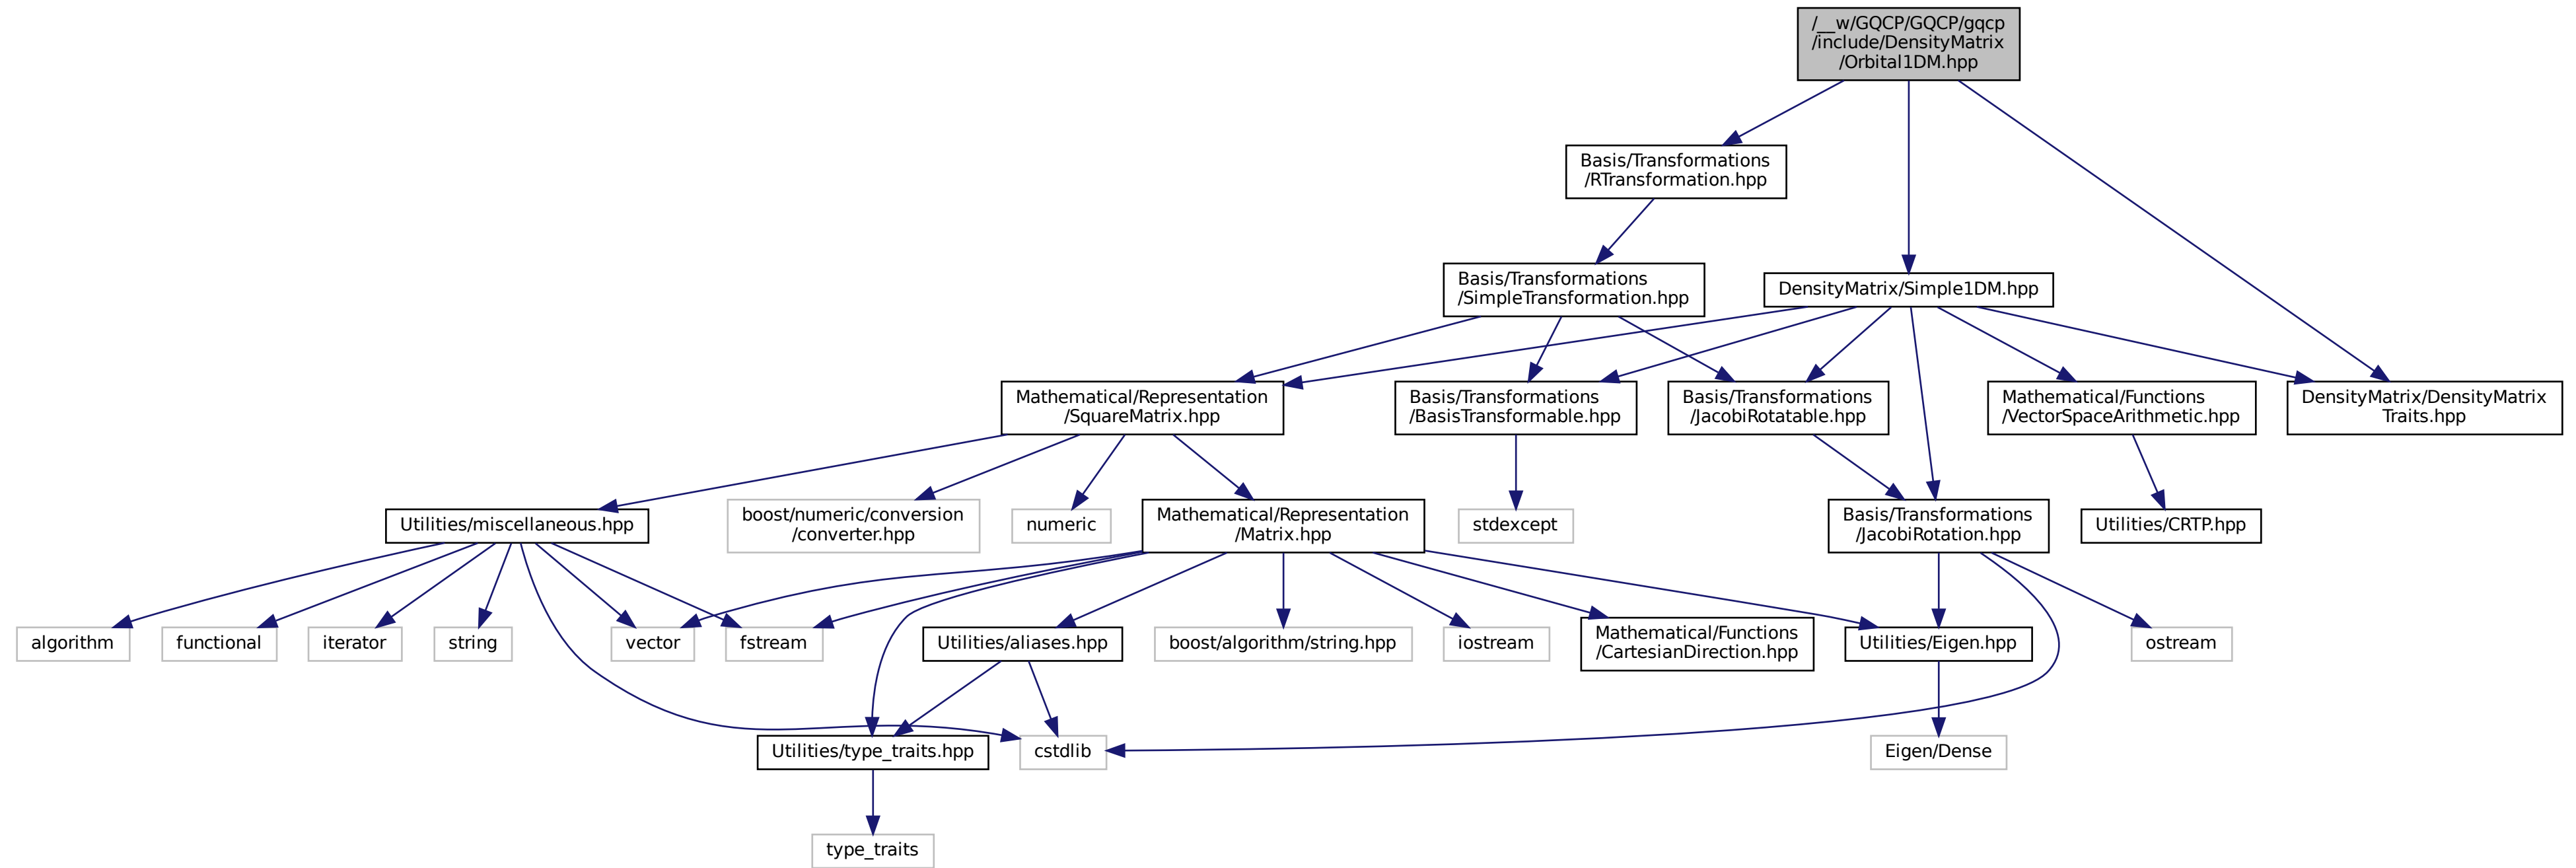 /__w/GQCP/GQCP/gqcp
/include/DensityMatrix
/Orbital1DM.hpp
Basis/Transformations
/RTransformation.hpp
Basis/Transformations
/SimpleTransformation.hpp
DensityMatrix/Simple1DM.hpp
Mathematical/Representation
/SquareMatrix.hpp
Basis/Transformations
/BasisTransformable.hpp
Basis/Transformations
/JacobiRotatable.hpp
Mathematical/Functions
/VectorSpaceArithmetic.hpp
DensityMatrix/DensityMatrix
Traits.hpp
Utilities/miscellaneous.hpp
boost/numeric/conversion
/converter.hpp
numeric
Mathematical/Representation
/Matrix.hpp
stdexcept
Basis/Transformations
/JacobiRotation.hpp
Utilities/CRTP.hpp
algorithm
functional
iterator
string
vector
fstream
Utilities/aliases.hpp
boost/algorithm/string.hpp
iostream
Mathematical/Functions
/CartesianDirection.hpp
Utilities/Eigen.hpp
ostream
Utilities/type_traits.hpp
cstdlib
Eigen/Dense
type_traits